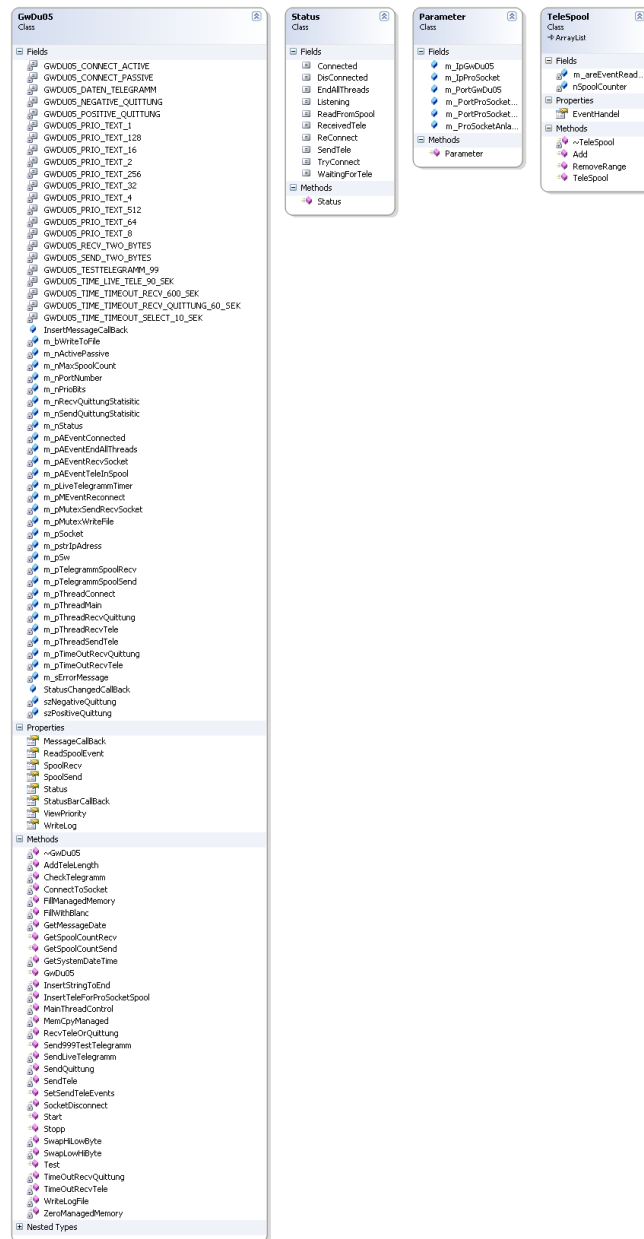 GwDu05
Class
Fields
GWDU05_CONNECT_ACTIVE
GWDU05_CONNECT_PASSIVE
GWDU05_DATEN_TELEGRAMM
GWDU05_NEGATIVE_QUITTUNG
GWDU05_POSITIVE_QUITTUNG
GWDU05_PRIO_TEXT_1
GWDU05_PRIO_TEXT_128
GWDU05_PRIO_TEXT_16
GWDU05_PRIO_TEXT_2
GWDU05_PRIO_TEXT_256
GWDU05_PRIO_TEXT_32
GWDU05_PRIO_TEXT_4
GWDU05_PRIO_TEXT_512
GWDU05_PRIO_TEXT_64
GWDU05_PRIO_TEXT_8
GWDU05_RECV_TWO_BYTES
GWDU05_SEND_TWO_BYTES
GWDU05_TESTTELEGRAMM_99
GWDU05_TIME_LIVE_TELE_90_SEK
GWDU05_TIME_TIMEOUT_RECV_600_SEK
GWDU05_TIME_TIMEOUT_RECV_QUITTUNG_60_SEK
GWDU05_TIME_TIMEOUT_SELECT_10_SEK
InsertMessageCallBack
m_bWriteToFile
m_nActivePassive
m_nMaxSpoolCount
m_nPortNumber
m_nPrioBits
m_nRecvQuittungStatisitic
m_nSendQuittungStatisitic
m_nStatus
m_pAEventConnected
m_pAEventEndAllThreads
m_pAEventRecvSocket
m_pAEventTeleInSpool
m_pLiveTelegrammTimer
m_pMEventReconnect
m_pMutexSendRecvSocket
m_pMutexWriteFile
m_pSocket
m_pstrIpAdress
m_pSw
m_pTelegrammSpoolRecv
m_pTelegrammSpoolSend
m_pThreadConnect
m_pThreadMain
m_pThreadRecvQuittung
m_pThreadRecvTele
m_pThreadSendTele
m_pTimeOutRecvQuittung
m_pTimeOutRecvTele
m_sErrorMessage
StatusChangedCallBack
szNegativeQuittung
szPositiveQuittung
Properties
MessageCallBack
ReadSpoolEvent
SpoolRecv
SpoolSend
Status
StatusBarCallBack
ViewPriority
WriteLog
Methods
~GwDu05
AddTeleLength
CheckTelegramm
ConnectToSocket
FillManagedMemory
FillWithBlanc
GetMessageDate
GetSpoolCountRecv
GetSpoolCountSend
GetSystemDateTime
GwDu05
InsertStringToEnd
InsertTeleForProSocketSpool
MainThreadControl
MemCpyManaged
RecvTeleOrQuittung
Send999TestTelegramm
SendLiveTelegramm
SendQuittung
SendTele
SetSendTeleEvents
SocketDisconnect
Start
Stopp
SwapHiLowByte
SwapLowHiByte
Test
TimeOutRecvQuittung
TimeOutRecvTele
WriteLogFile
ZeroManagedMemory
Nested Types
Status
Class
Fields
Connected
DisConnected
EndAllThreads
Listening
ReadFromSpool
ReceivedTele
ReConnect
SendTele
TryConnect
WaitingForTele
Methods
Status
Parameter
Class
Fields
m_IpGwDu05
m_IpProSocket
m_PortGwDu05
m_PortProSocket...
m_PortProSocket...
m_ProSocketAnla...
Methods
Parameter
TeleSpool
Class
ArrayList
Fields
m_areEventRead...
nSpoolCounter
Properties
EventHandel
Methods
~TeleSpool
Add
RemoveRange
TeleSpool